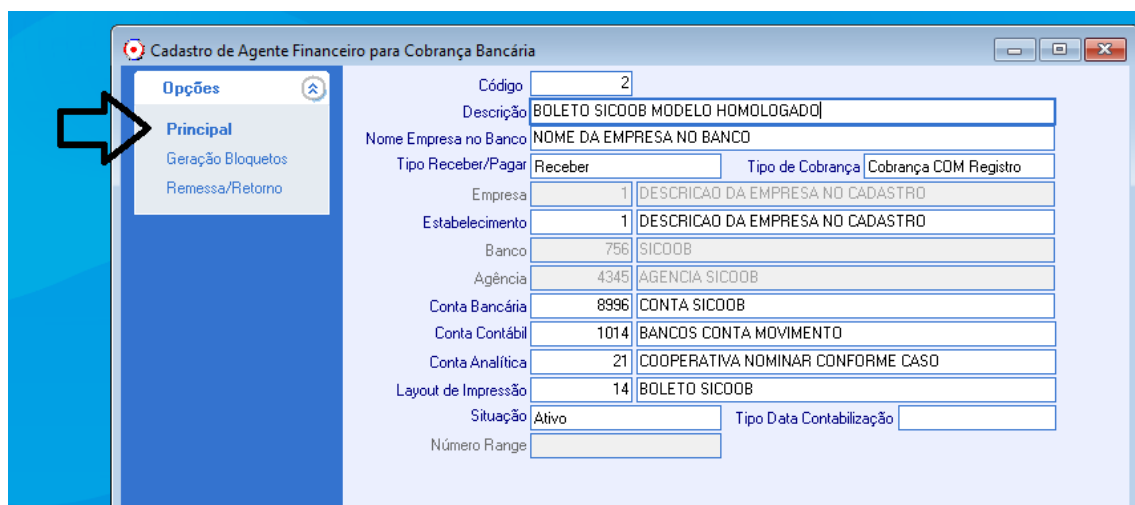 Cadastro de Agente Financeiro para Cobrança Bancária
Opções
Principal
Geração Bloquetos
Remessa/Retorno
Código 2
Descrição BOLETO SICOOB MODELO HOMOLOGADO
Nome Empresa no Banco NOME DA EMPRESA NO BANCO
Tipo Receber/Pagar Receber Tipo de Cobrança Cobrança COM Registro
Empresa 1 DESCRICAO DA EMPRESA NO CADASTRO
Estabelecimento 1 DESCRICAO DA EMPRESA NO CADASTRO
Banco 756 SICOOB
Agência 4345 AGENCIA SICOOB
Conta Bancária 8996 CONTA SICOOB
Conta Contábil 1014 BANCOS CONTA MOVIMENTO
Conta Analítica 21 COOPERATIVA NOMINAR CONFORME CASO
Layout de Impressão 14 BOLETO SICOOB
Situação Ativo Tipo Data Contabilização
Número Range